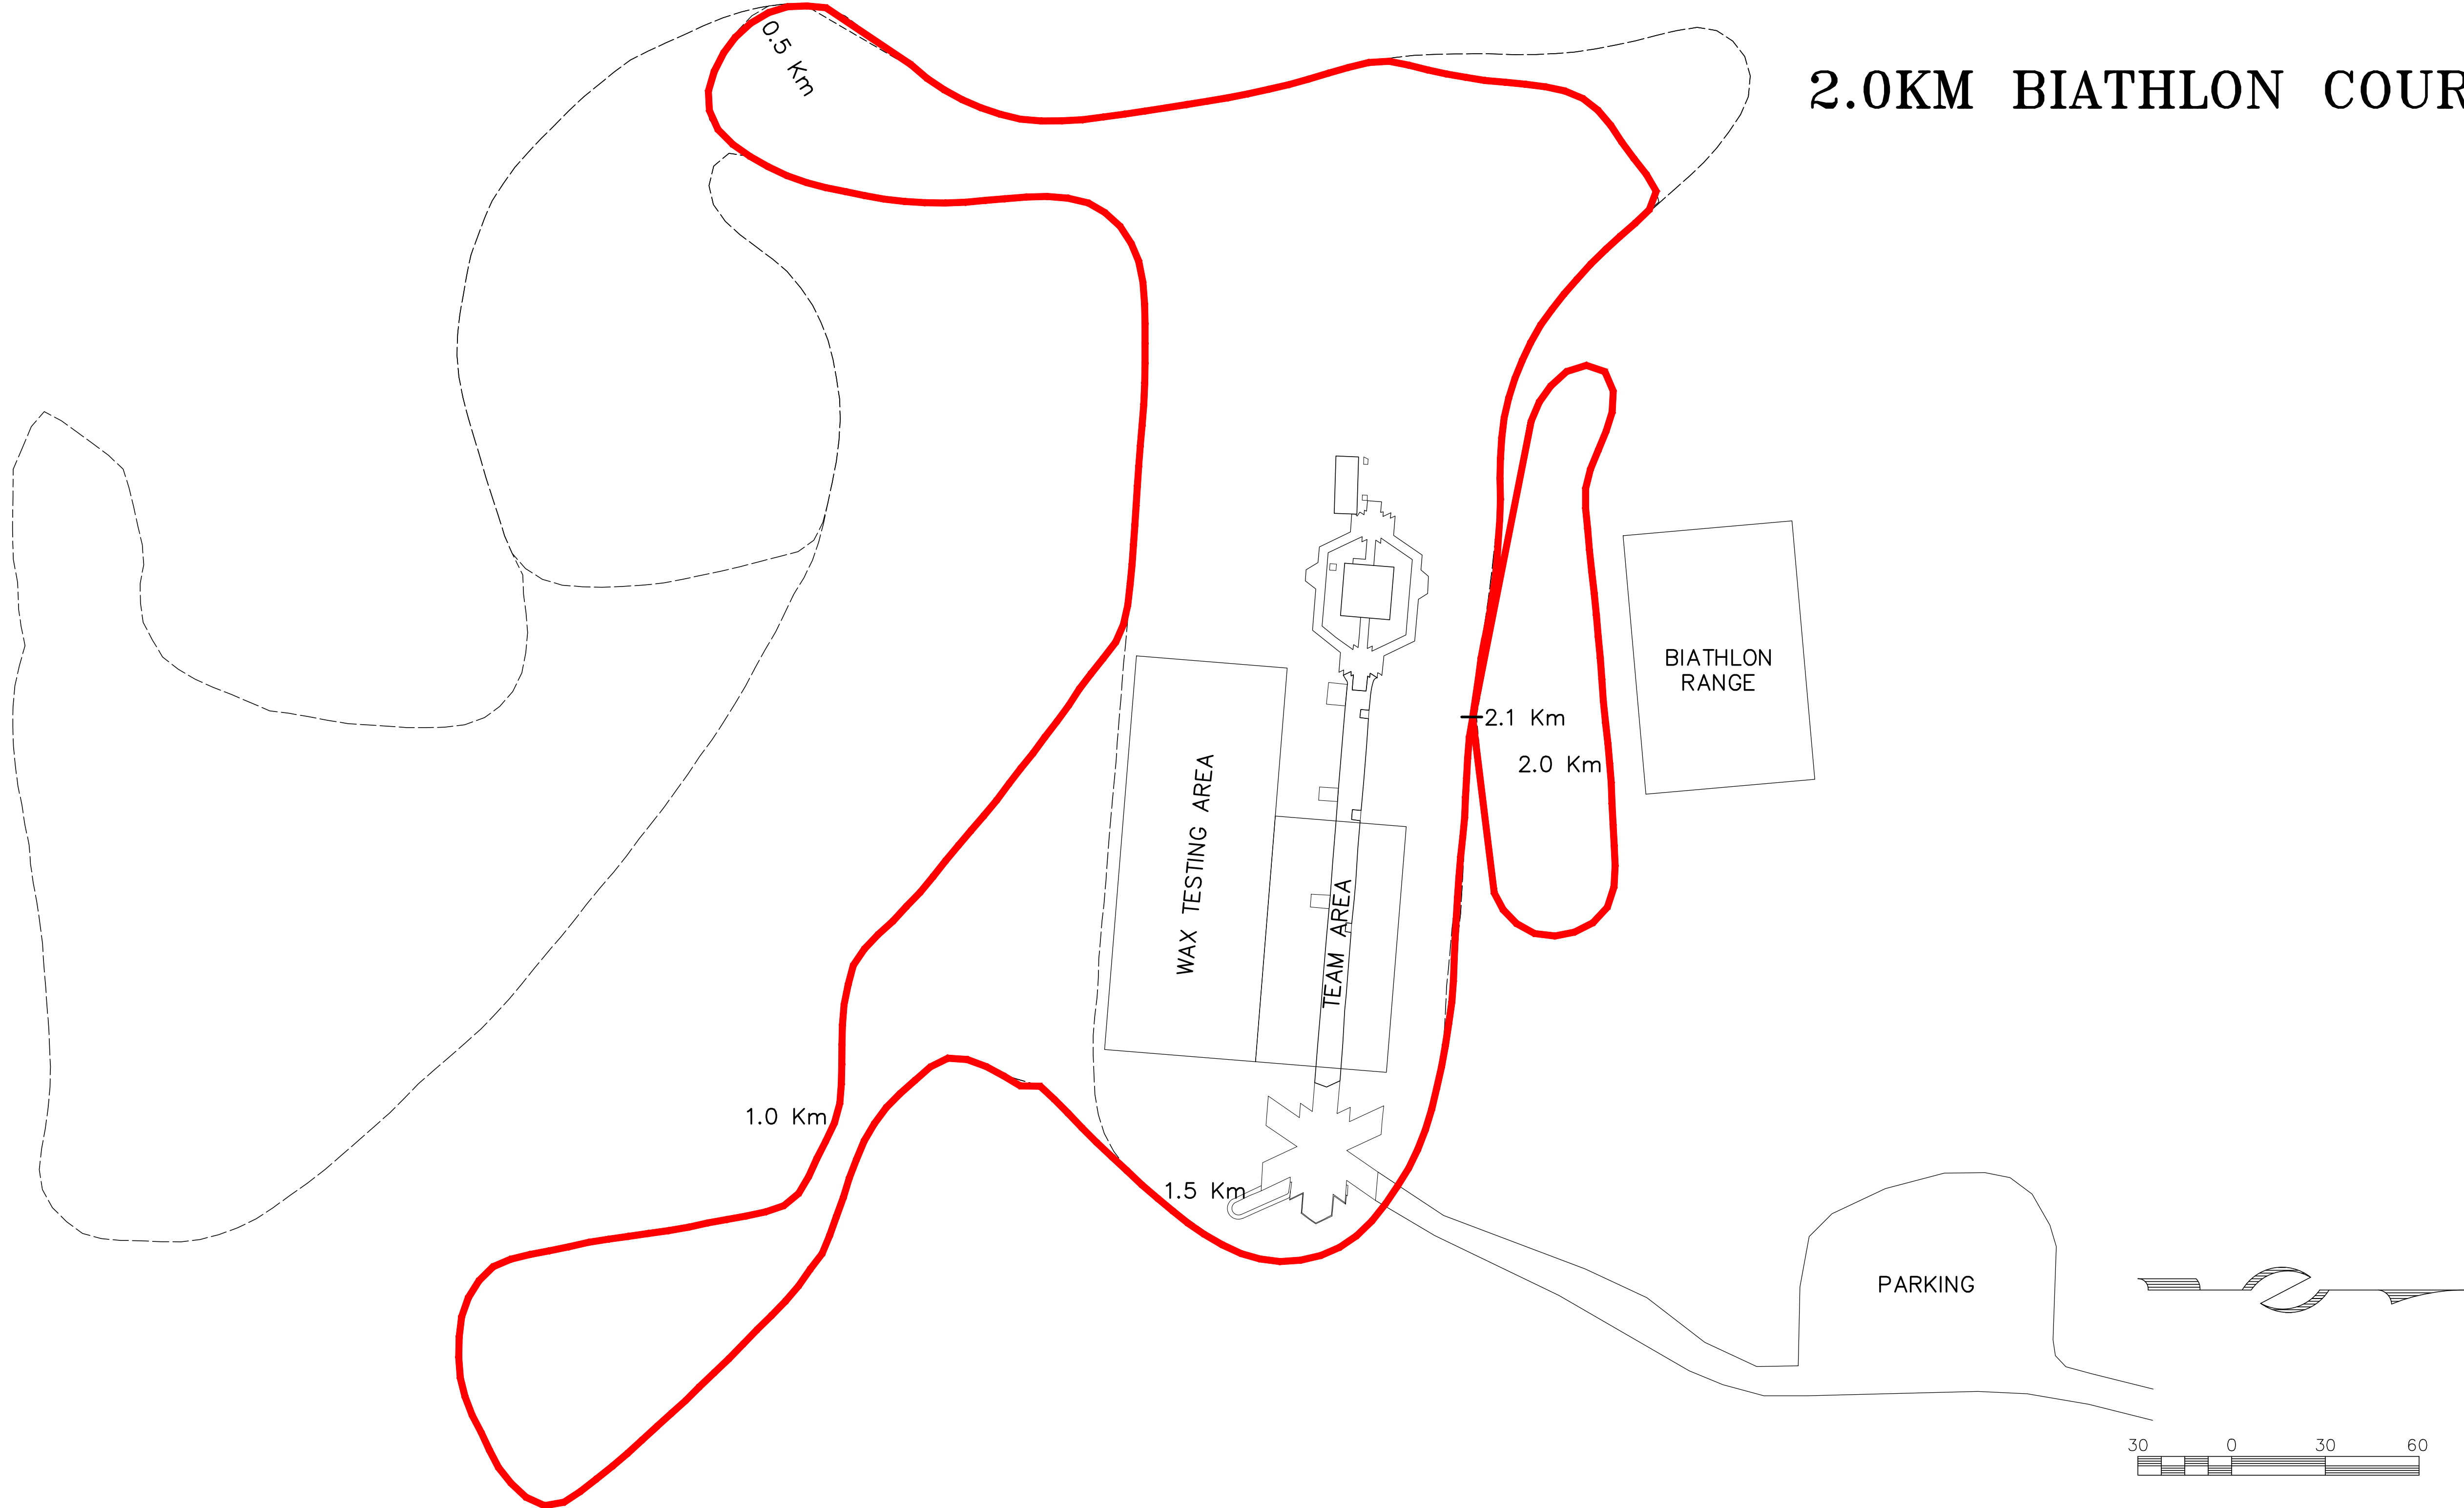 0.5 Km
2.0KM BIATHLON COUR
BIATHLON
RANGE
2.1 Km
2.0 Km
WAX TESTING AREA
TEAM AREA
1.0 Km
1.5 Km
PARKING
30 0 30 60